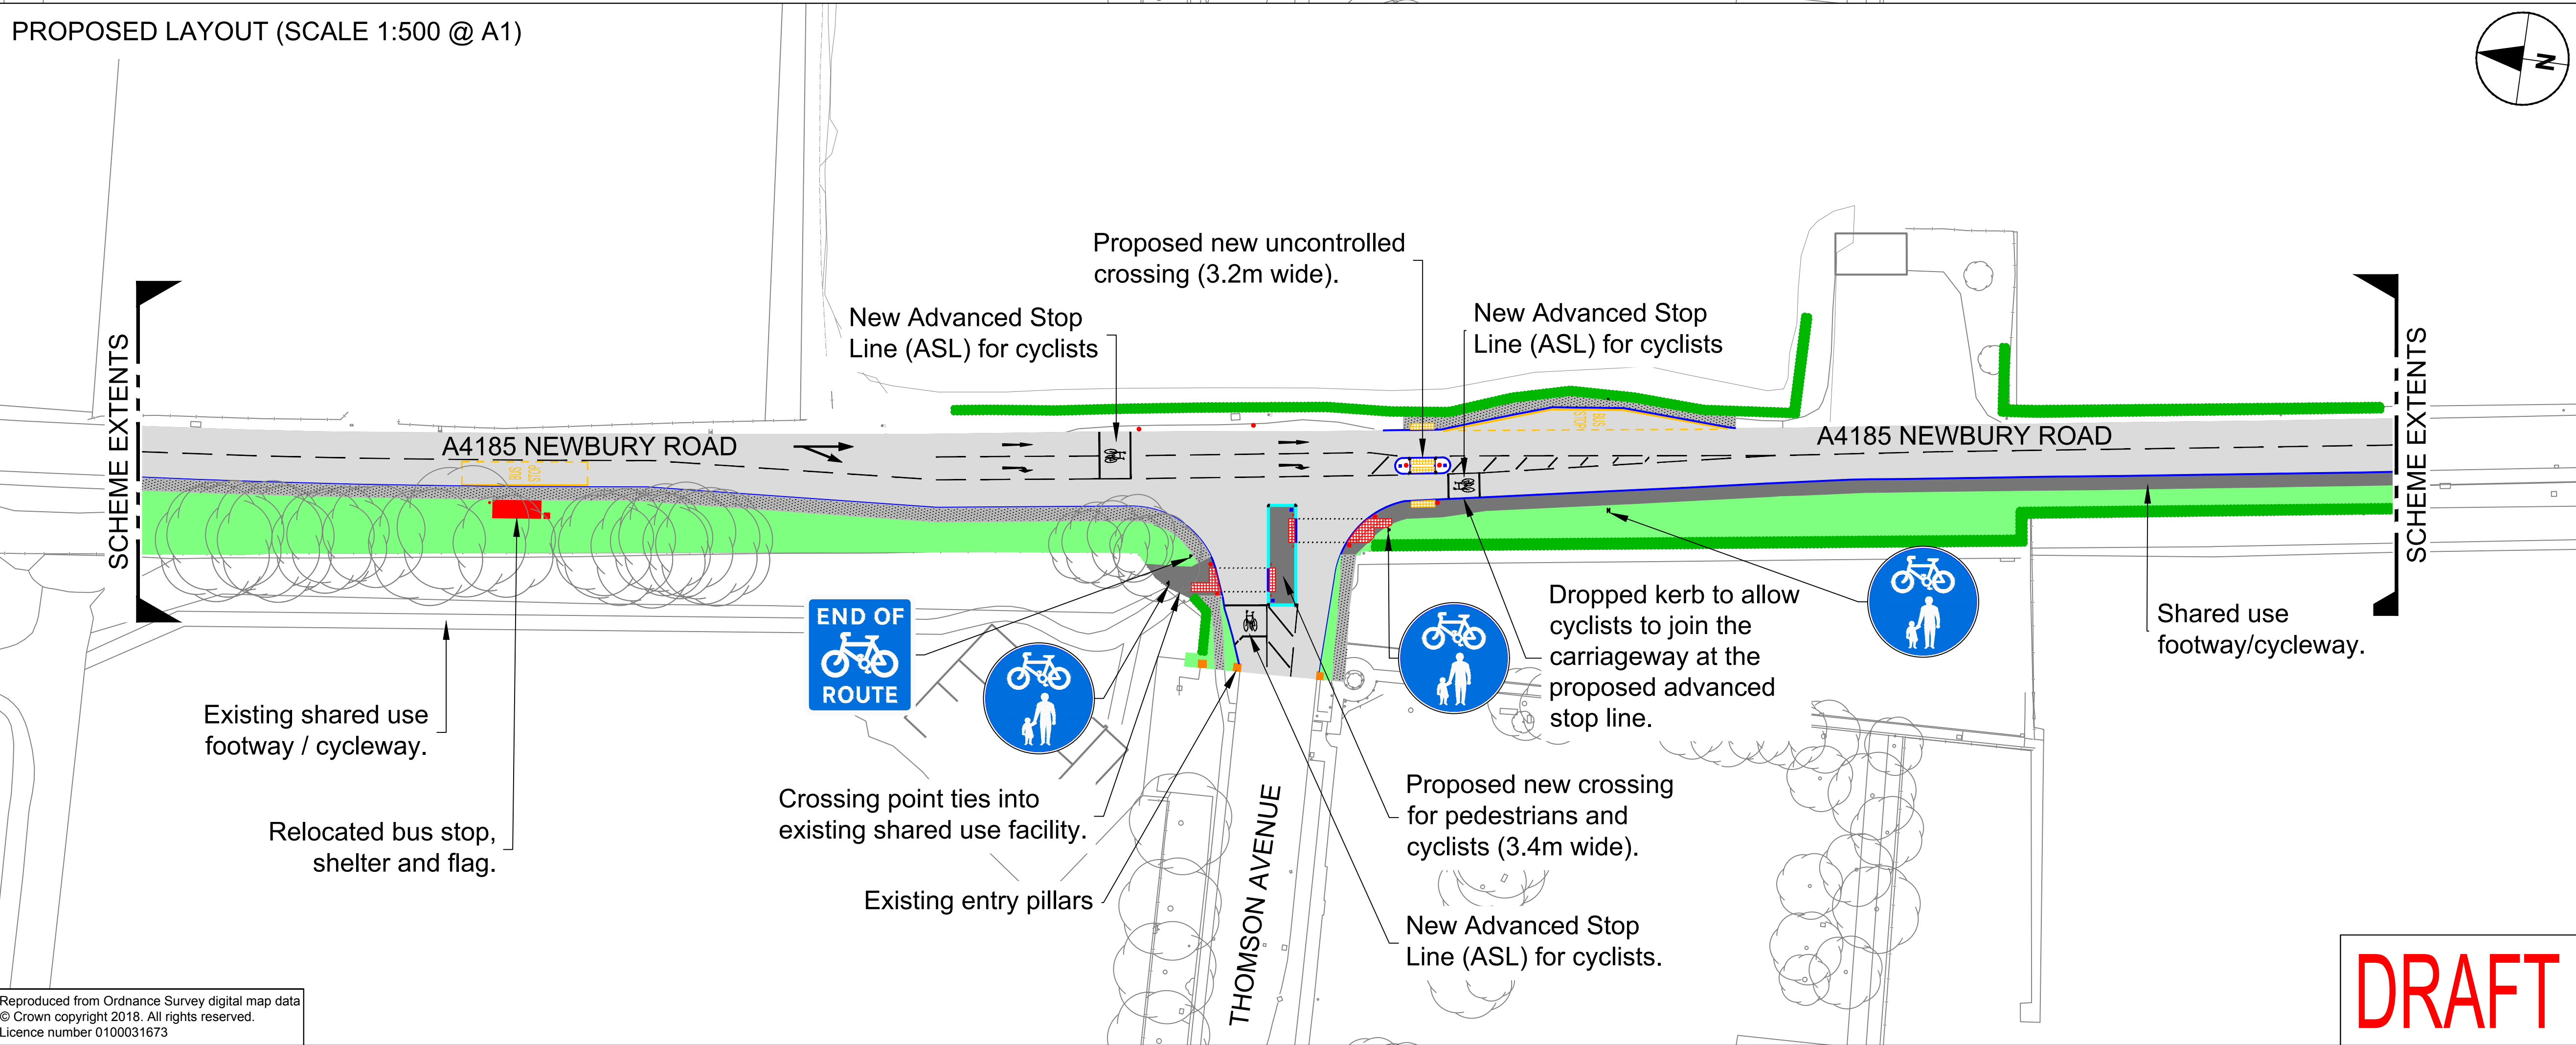 PROPOSED LAYOUT (SCALE 1:500 @ A1)
N
Proposed new uncontrolled
crossing (3.2m wide).
New Advanced Stop
Line (ASL) for cyclists
New Advanced Stop
Line (ASL) for cyclists
SCHEME EXTENTS
A4185 NEWBURY ROAD
BUS
STOP
BUS
STOP
A4185 NEWBURY ROAD
SCHEME EXTENTS
END OF
ROUTE
Dropped kerb to allow
cyclists to join the
carriageway at the
proposed advanced
stop line.
Shared use
footway/cycleway.
Existing shared use
footway / cycleway.
Relocated bus stop,
shelter and flag.
Crossing point ties into
existing shared use facility.
Existing entry pillars
THOMSON AVENUE
Proposed new crossing
for pedestrians and
cyclists (3.4m wide).
New Advanced Stop
Line (ASL) for cyclists.
Reproduced from Ordnance Survey digital map data
© Crown copyright 2018. All rights reserved.
Licence number 0100031673
DRAFT